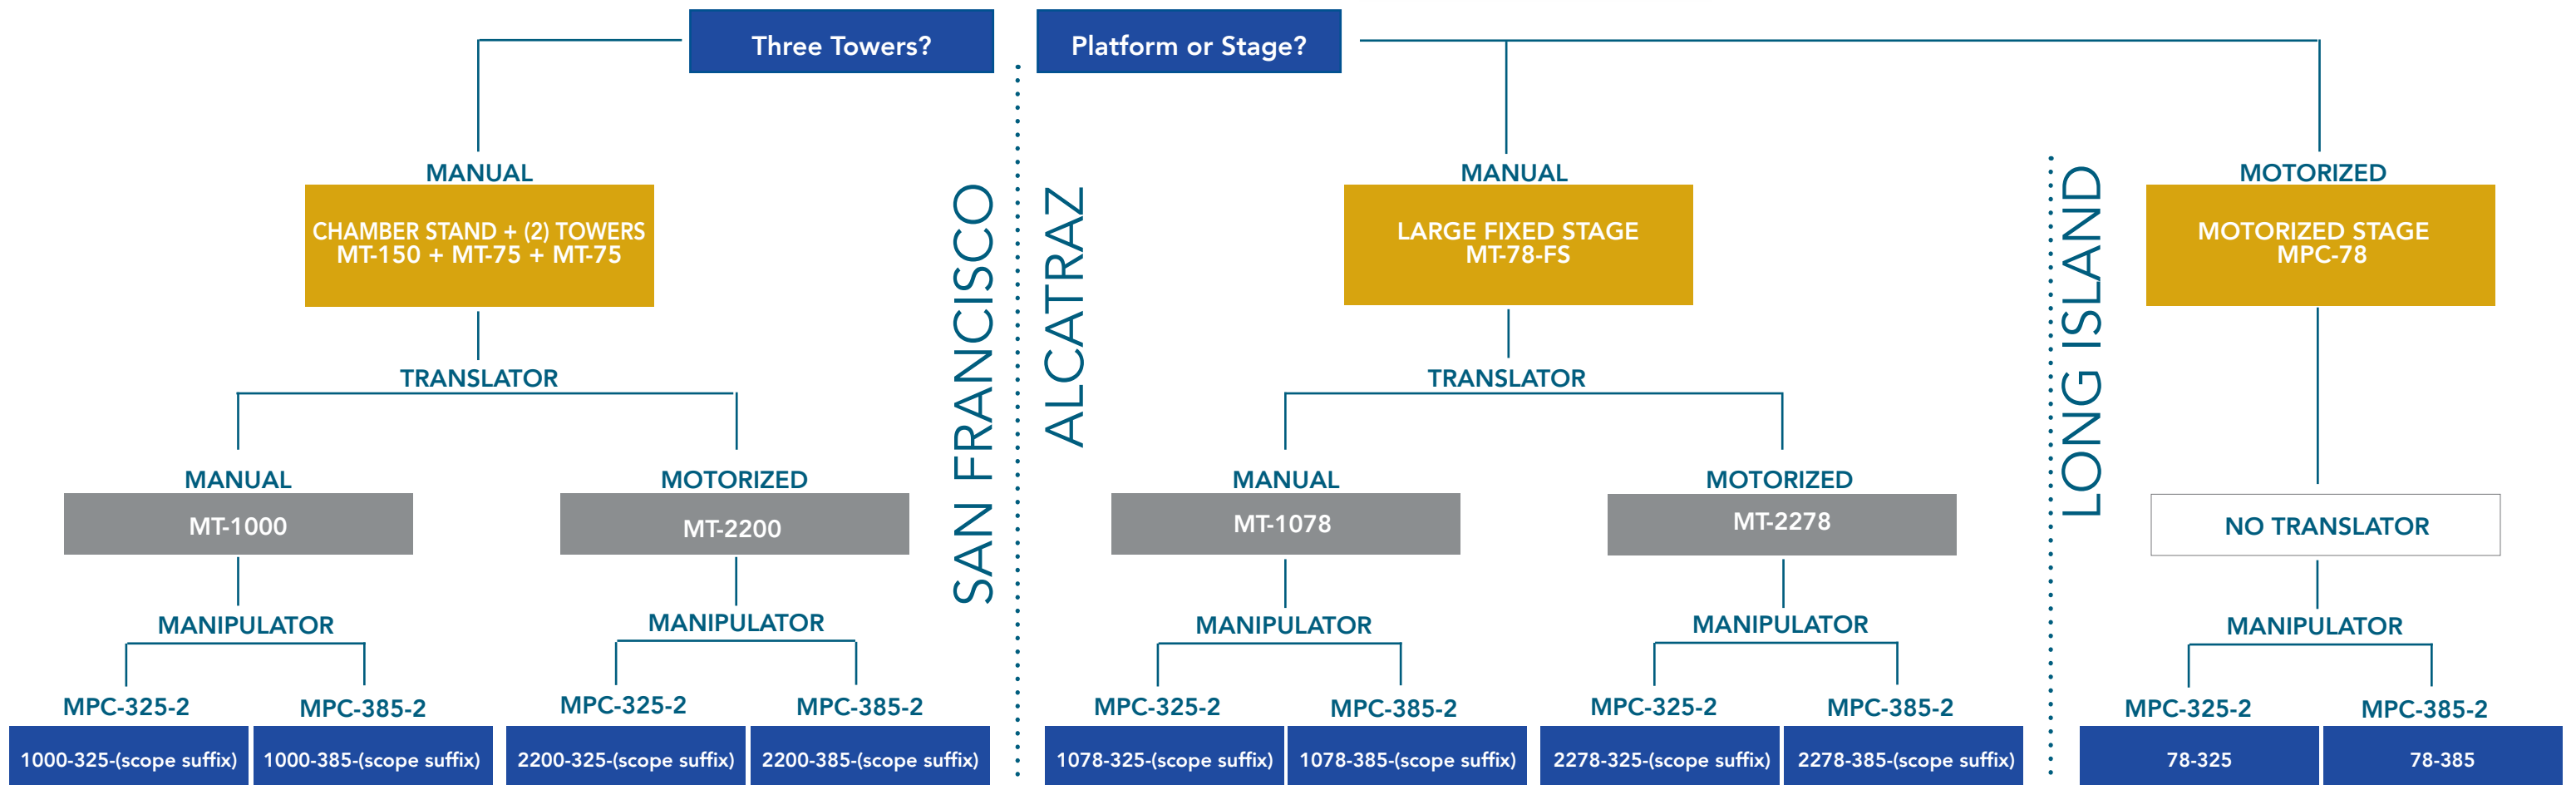 Three Towers?
Platform or Stage?
MANUAL
CHAMBER STAND + (2) TOWERS
MT-150 + MT-75 + MT-75
TRANSLATOR
MANUAL
MT-1000
MOTORIZED
MT-2200
MANIPULATOR
MANIPULATOR
MPC-325-2
MPC-385-2
MPC-325-2
MPC-385-2
1000-325-(scope suffix)
1000-385-(scope suffix)
2200-325-(scope suffix)
2200-385-(scope suffix)
SAN FRANCISCO
ALCATRAZ
MANUAL
LARGE FIXED STAGE
MT-78-FS
TRANSLATOR
MANUAL
MT-1078
MOTORIZED
MT-2278
MANIPULATOR
MANIPULATOR
MPC-325-2
MPC-385-2
MPC-325-2
MPC-385-2
1078-325-(scope suffix)
1078-385-(scope suffix)
2278-325-(scope suffix)
2278-385-(scope suffix)
LONG ISLAND
MOTORIZED
MOTORIZED STAGE
MPC-78
NO TRANSLATOR
MANIPULATOR
MPC-325-2
MPC-385-2
78-325
78-385